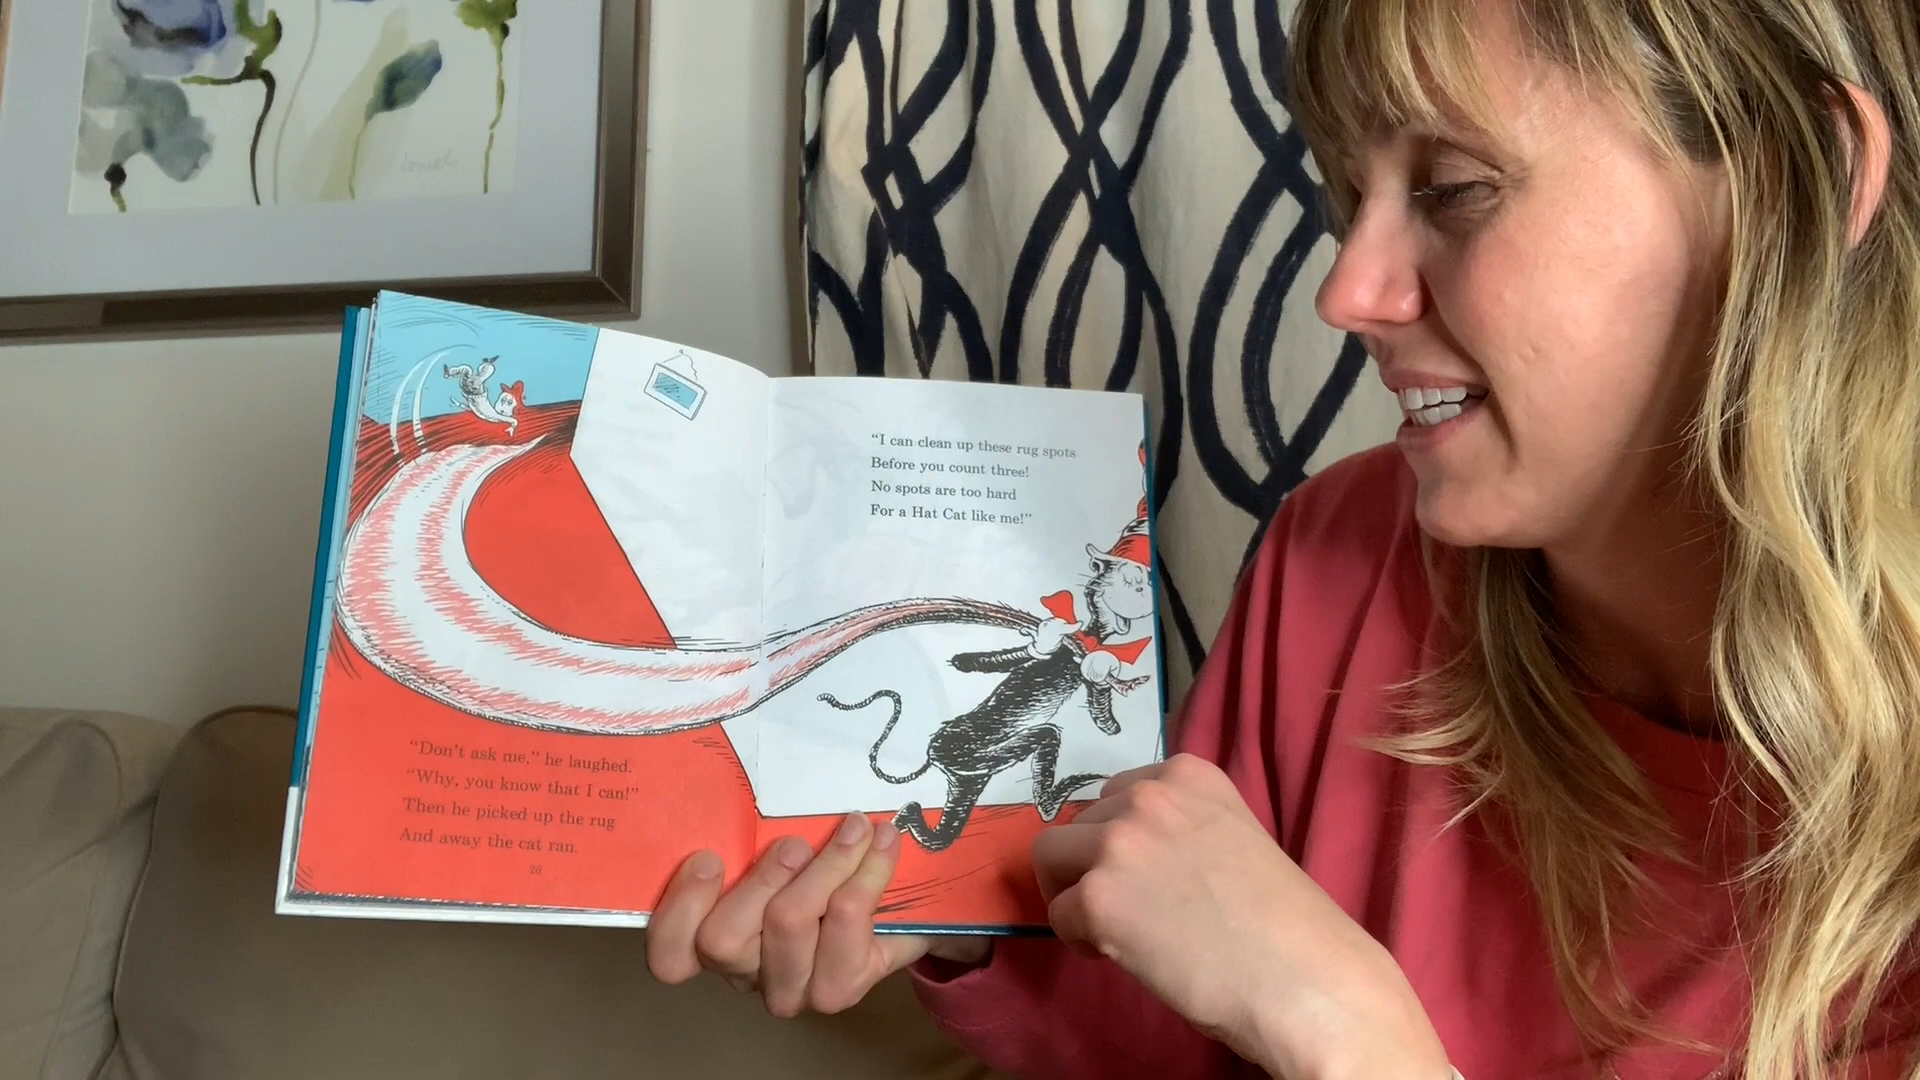 "Don't ask me," he laughed.
"Why, you know that I can!"
Then he picked up the rug
And away the cat ran.
26
"I can clean up these rug spots
Before you count three!
No spots are too hard
For a Hat Cat like me!"